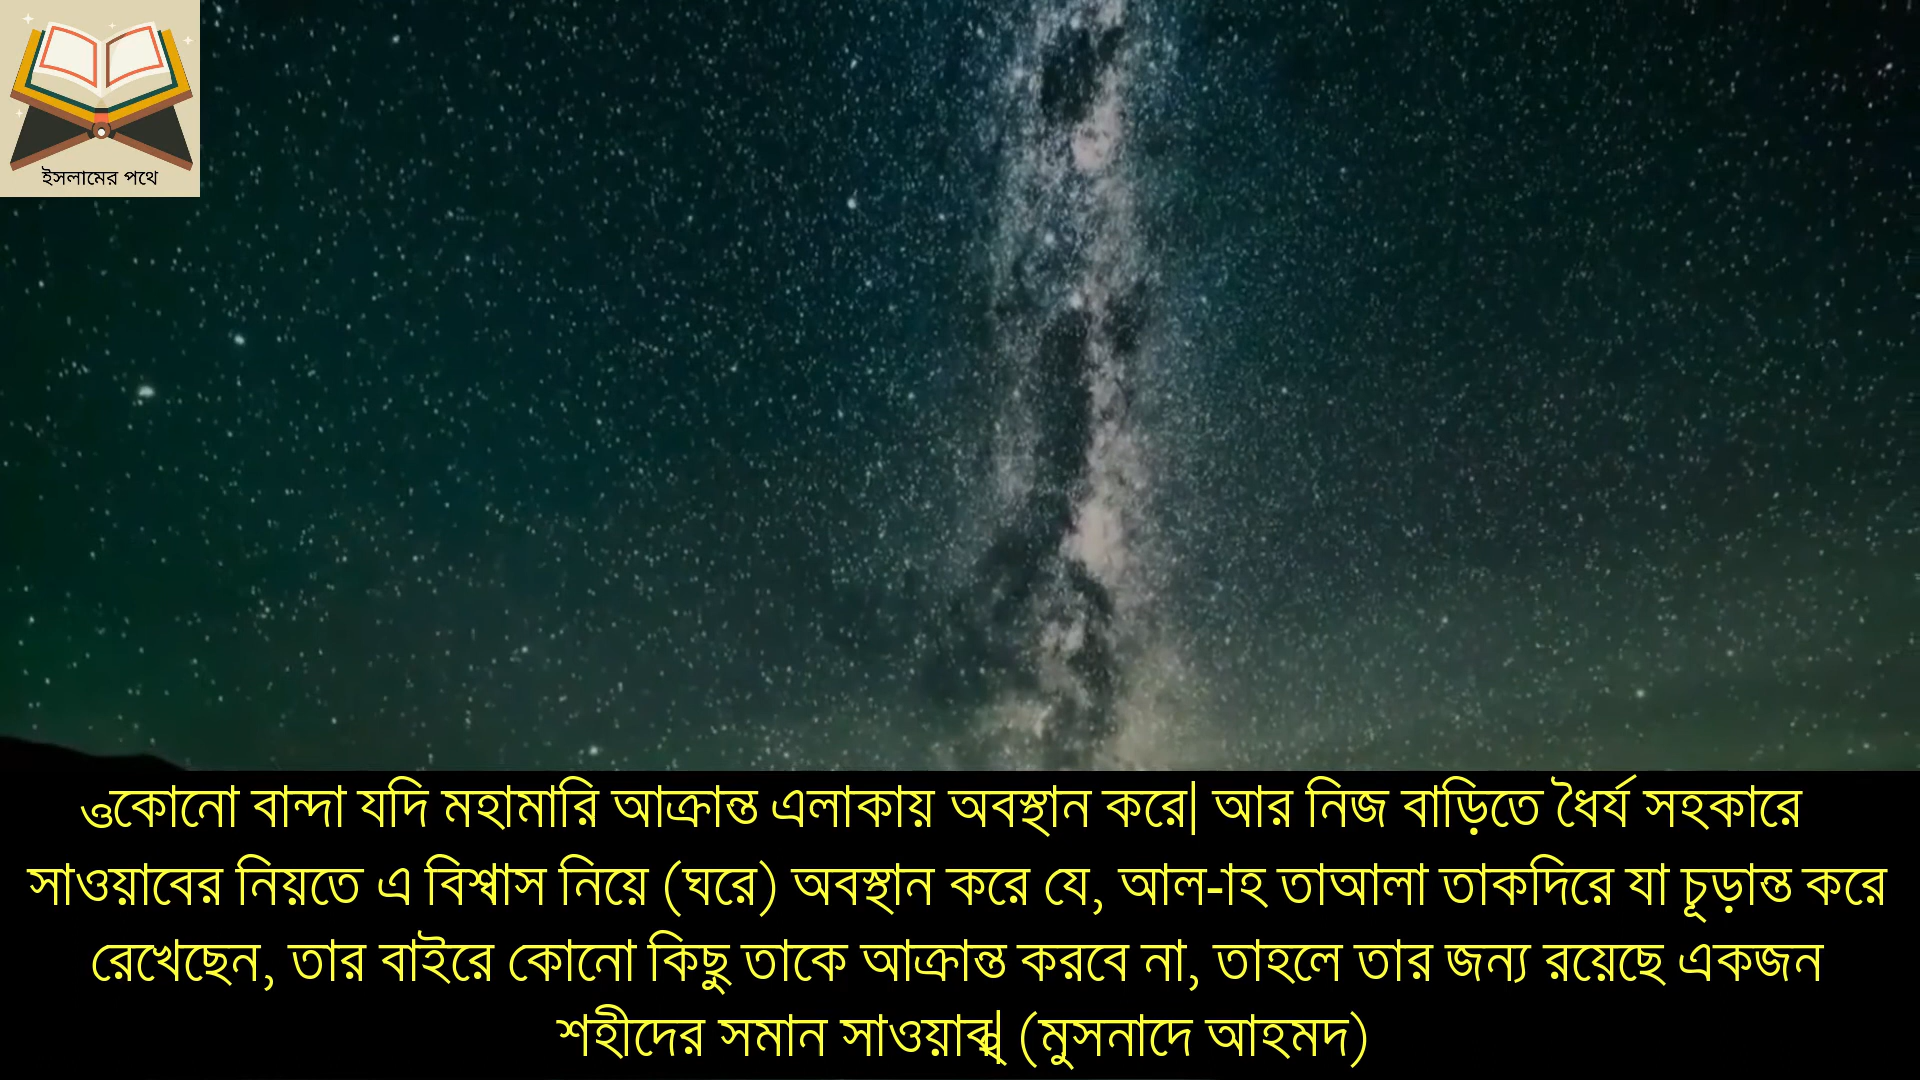 ইসলামের পথে
ওকোনো বান্দা যদি মহামারি আক্রান্ত এলাকায় অবস্থান করে| আর নিজ বাড়িতে ধৈর্য সহকারে
সাওয়াবের নিয়তে এ বিশ্বাস নিয়ে (ঘরে) অবস্থান করে যে, আল-াহ তাআলা তাকদিরে যা চূড়ান্ত করে
রেখেছেন, তার বাইরে কোনো কিছু তাকে আক্রান্ত করবে না, তাহলে তার জন্য রয়েছে একজন
শহীদের সমান (মুসনাদে আহমদ)